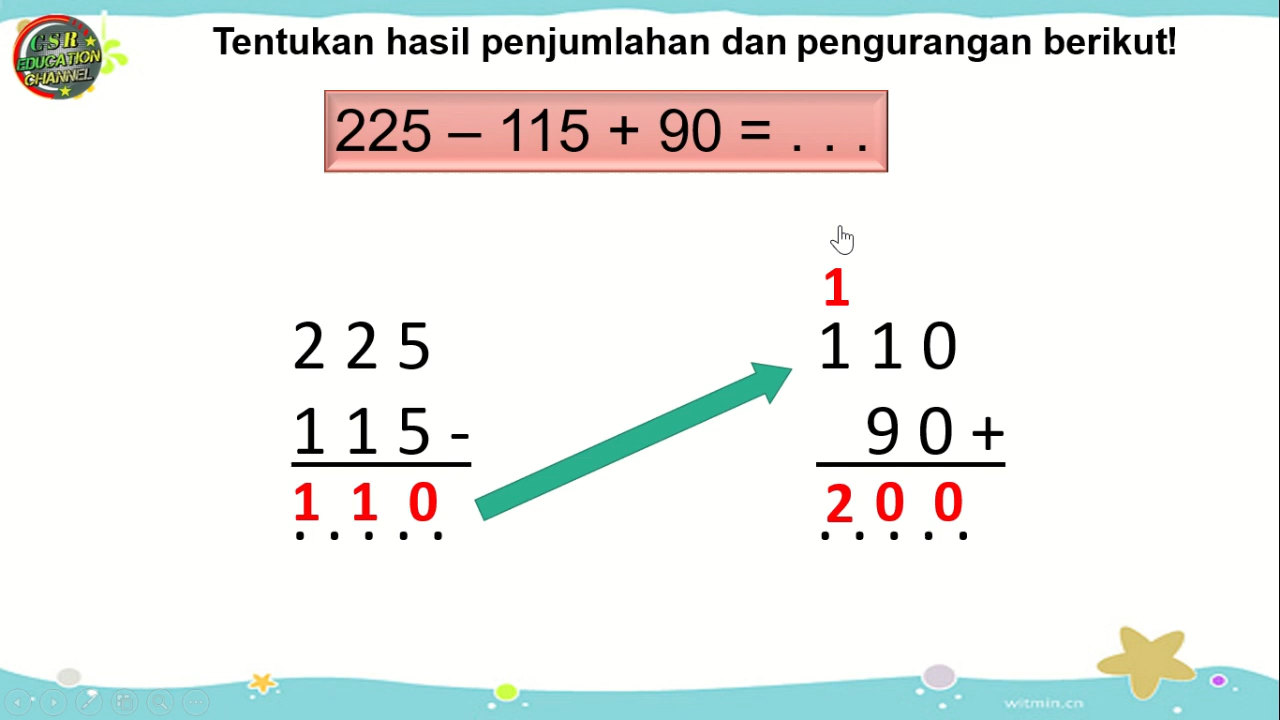 GSR
EDUCATION
CHANNEL
Tentukan hasil penjumlahan dan pengurangan berikut!
225 – 115 + 90 = . . .
1
2 2 5
1 1 5 -
1 1 0
. . . . .
1 1 0
9 0 +
2 0 0
. . . . .
witmin.cn